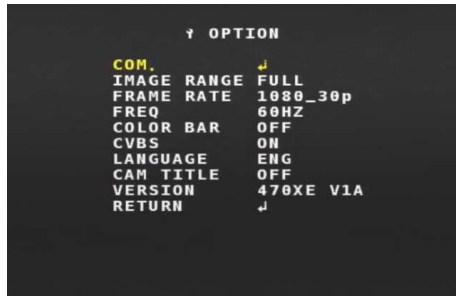 OPTION
COM. ↲
IMAGE RANGE FULL
FRAME RATE 1080_30p
FREQ 60HZ
COLOR BAR OFF
CVBS ON
LANGUAGE ENG
CAM TITLE OFF
VERSION 470XE V1A
RETURN ↲